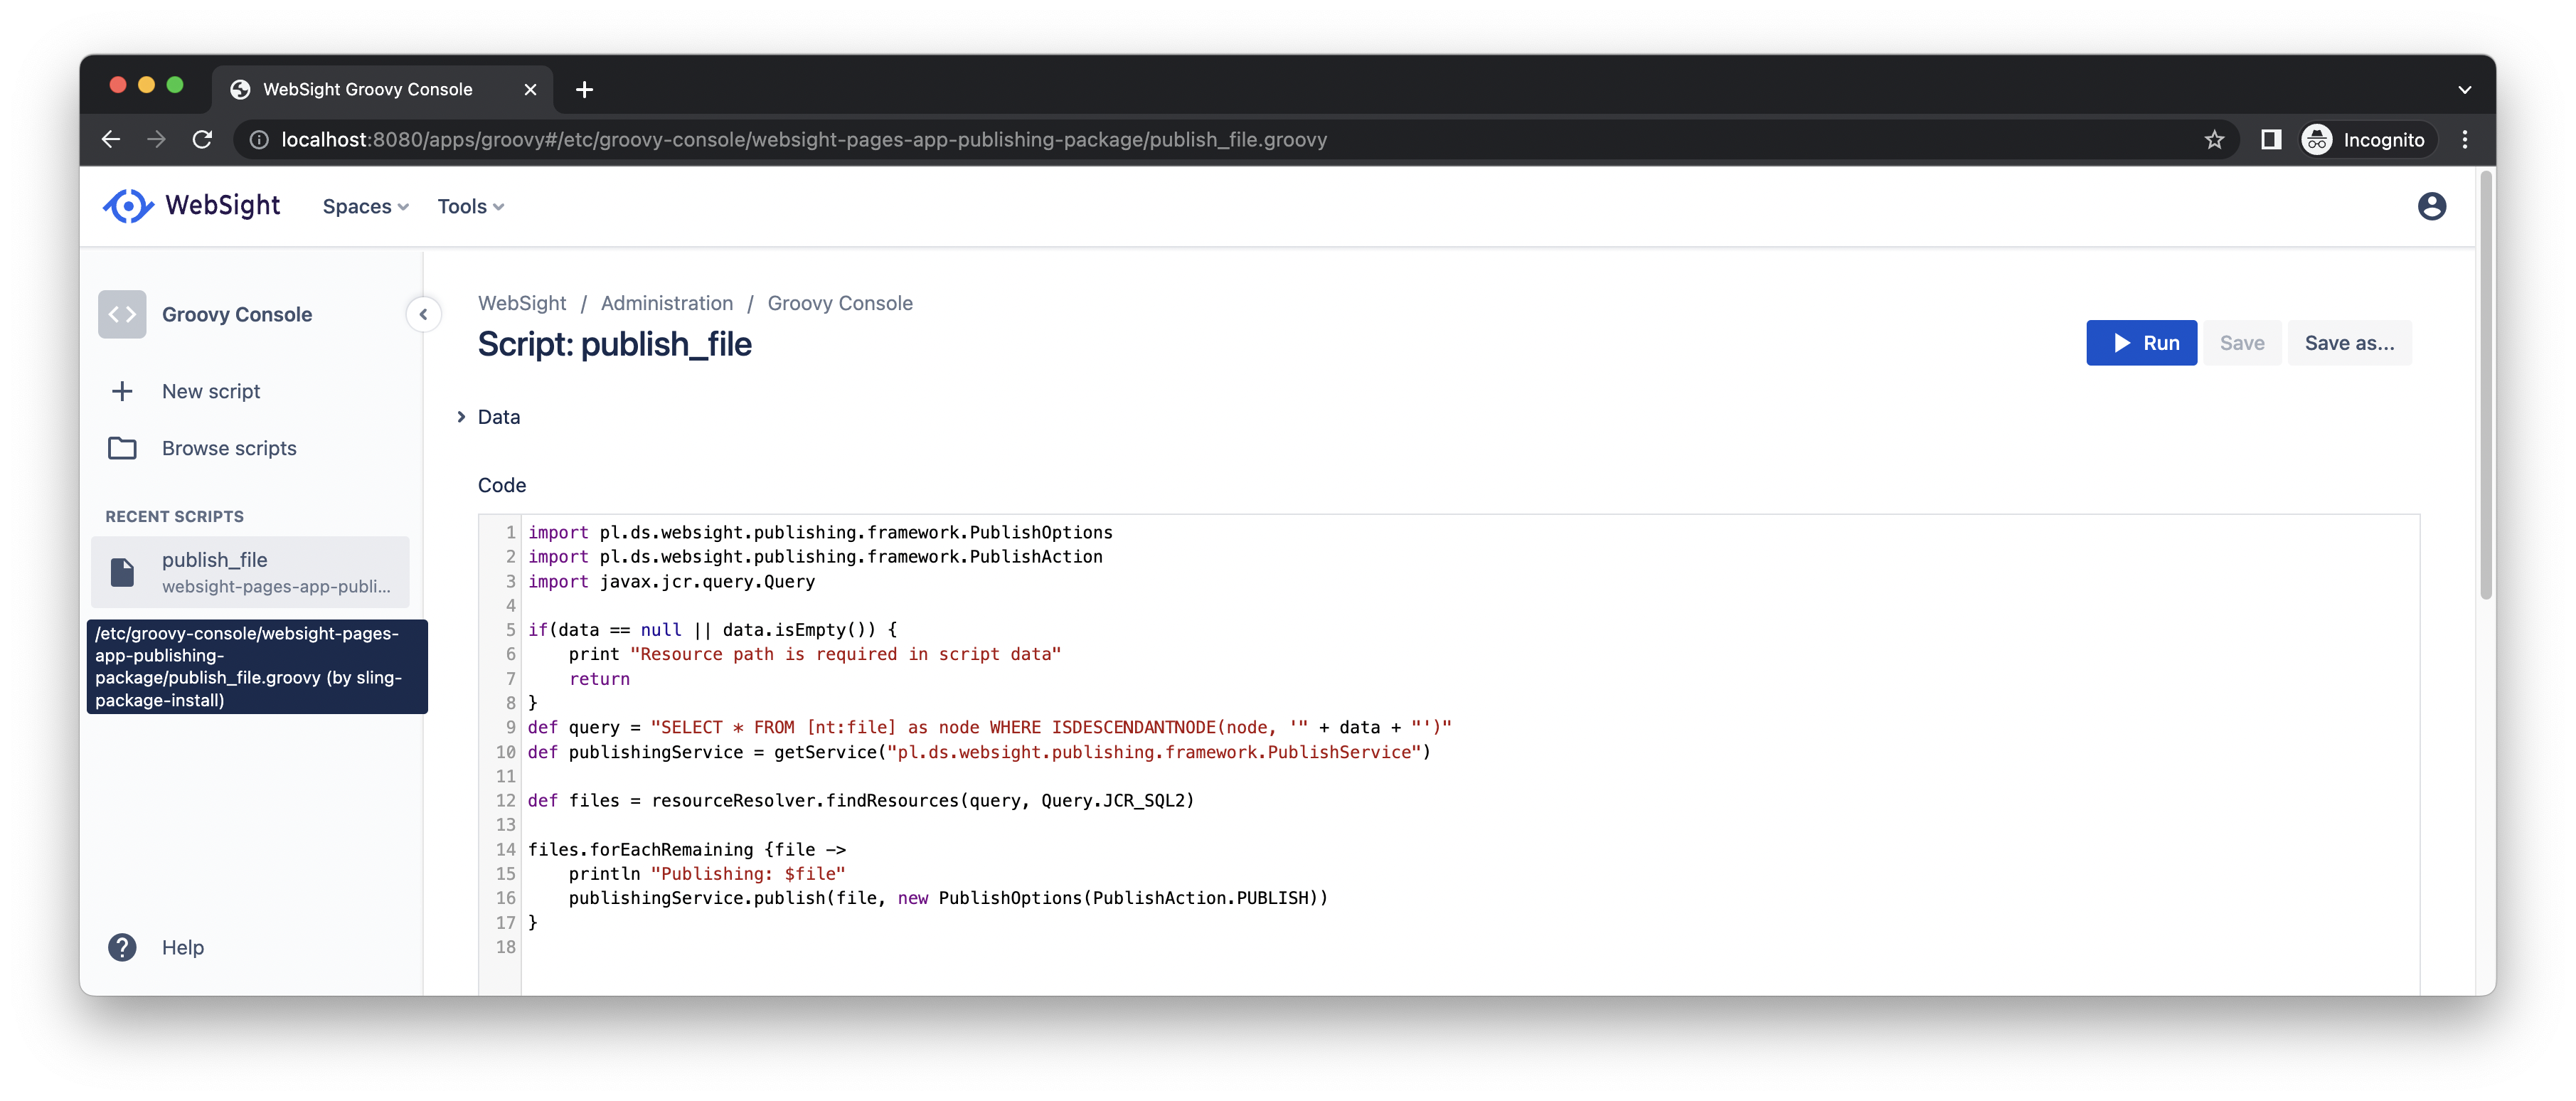 WebSight Groovy Console
localhost:8080/apps/groovy#/etc/groovy-console/websight-pages-app-publishing-package/publish_file.groovy
Incognito
WebSight
Spaces
Tools
Groovy Console
New script
Browse scripts
RECENT SCRIPTS
publish_file
websight-pages-app-publi...
/etc/groovy-console/websight-pages-
app-publishing-
package/publish_file.groovy (by sling-
package-install)
Help
WebSight / Administration / Groovy Console
Script: publish_file
Run
Save
Save as...
Data
Code
1 import pl.ds.websight.publishing.framework.PublishOptions
2 import pl.ds.websight.publishing.framework.PublishAction
3 import javax.jcr.query.Query
4
5 if(data == null || data.isEmpty()) {
6     print "Resource path is required in script data"
7     return
8 }
9 def query = "SELECT * FROM [nt:file] as node WHERE ISDESCENDANTNODE(node, '" + data + "')"
10 def publishingService = getService("pl.ds.websight.publishing.framework.PublishService")
11
12 def files = resourceResolver.findResources(query, Query.JCR_SQL2)
13
14 files.forEachRemaining {file ->
15     println "Publishing: $file"
16     publishingService.publish(file, new PublishOptions(PublishAction.PUBLISH))
17 }
18